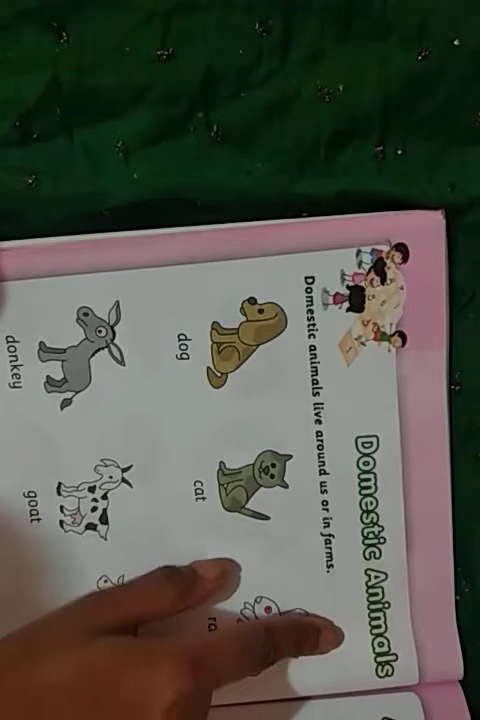 Domestic Animals
Domestic animals live around us or in farms.
dog
cat
donkey
goat